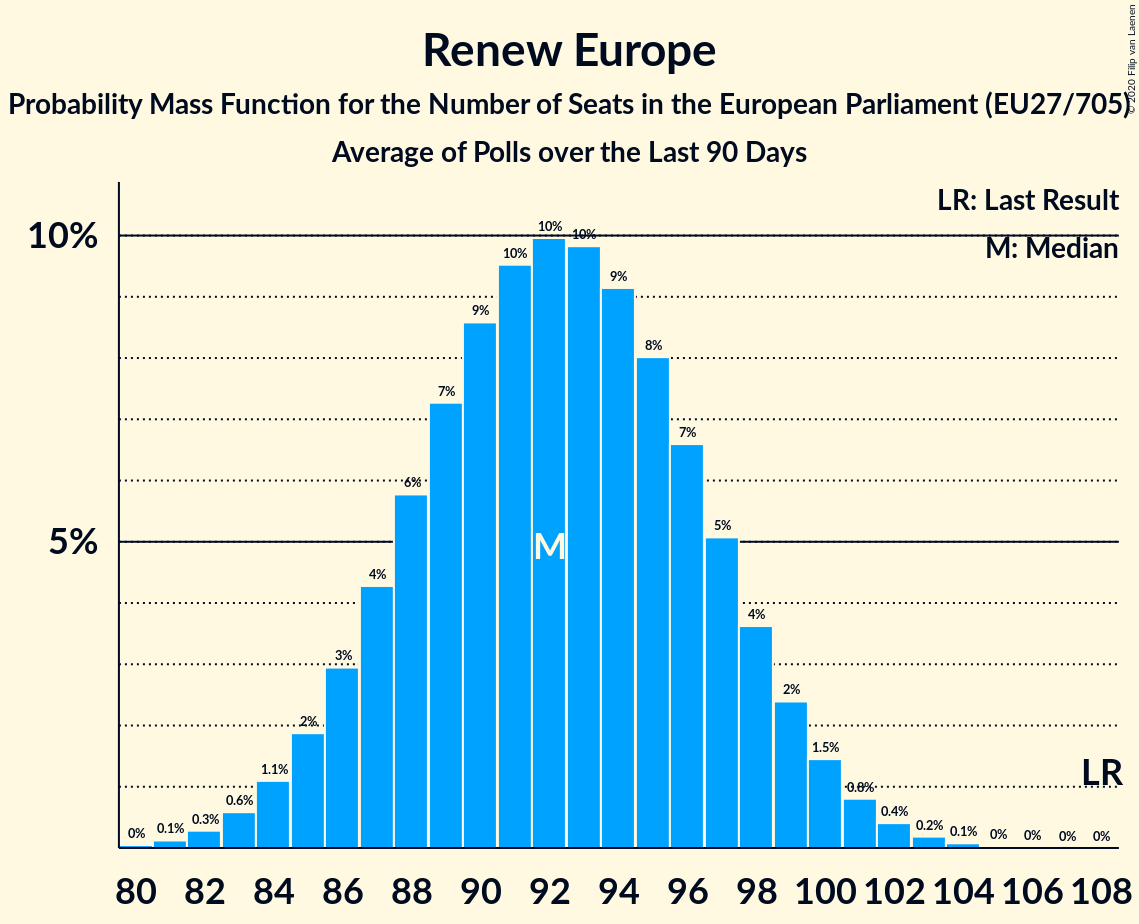 Renew Europe
Probability Mass Function for the Number of Seats in the European Parliament (EU27/705)
Average of Polls over the Last 90 Days
© 2020 Filip van Laenen
LR: Last Result
M: Median
10%
5%
0% 0.1% 0.3% 0.6% 1.1% 2% 3% 4% 6% 7% 9% 10% 10% 10% 9% 8% 7% 5% 4% 2% 1.5% 0.8% 0.4% 0.2% 0.1% 0% 0% 0% 0%
M
LR
80 82 84 86 88 90 92 94 96 98 100 102 104 106 108